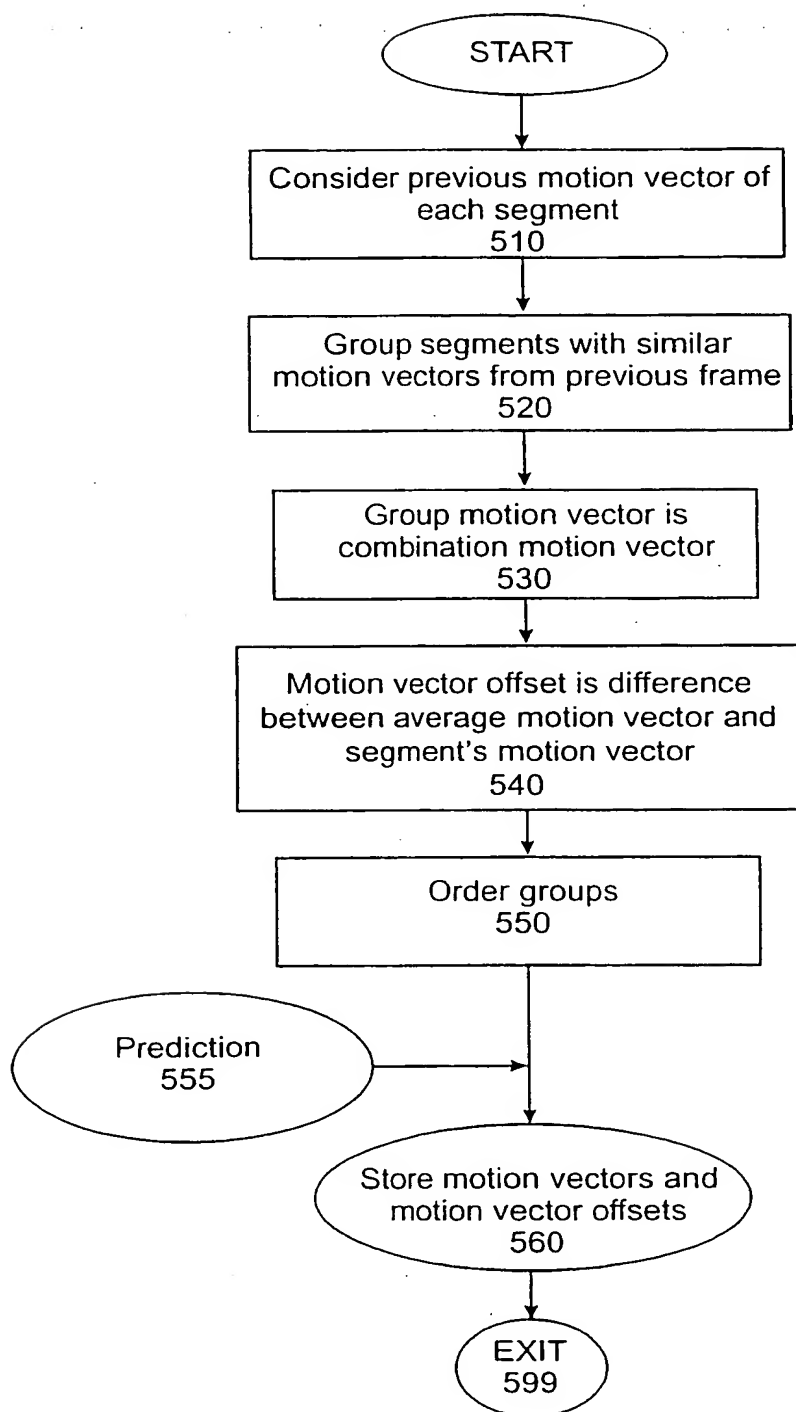 START
Consider previous motion vector of
each segment
510
Group segments with similar
motion vectors from previous frame
520
Group motion vector is
combination motion vector
530
Motion vector offset is difference
between average motion vector and
segment's motion vector
540
Order groups
550
Prediction
555
Store motion vectors and
motion vector offsets
560
EXIT
599